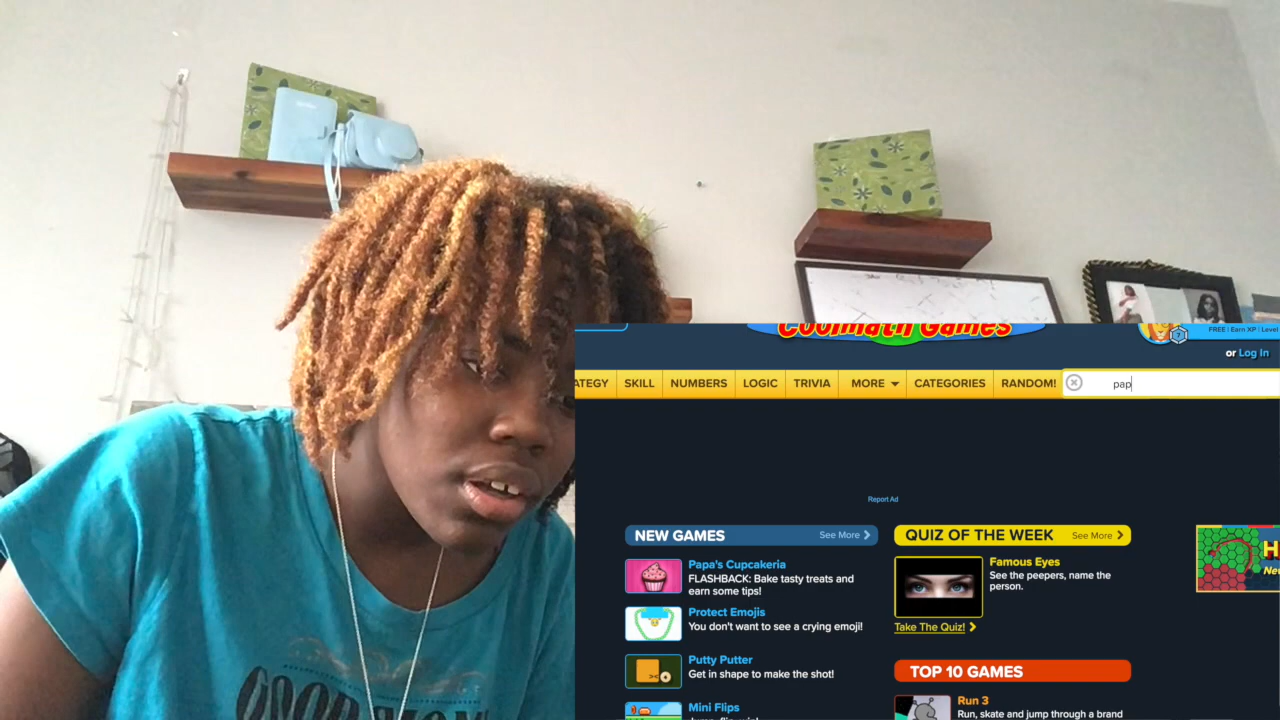 Coolmath Games
FREE | Earn XP | Level
or Log In
ATEGY SKILL NUMBERS LOGIC TRIVIA MORE CATEGORIES RANDOM! pap
Report Ad
NEW GAMES See More
Papa's Cupcakeria
FLASHBACK: Bake tasty treats and
earn some tips!
Protect Emojis
You don't want to see a crying emoji!
Putty Putter
Get in shape to make the shot!
Mini Flips
QUIZ OF THE WEEK See More
Famous Eyes
See the peepers, name the
person.
Take The Quiz!
TOP 10 GAMES
Run 3
Run, skate and jump through a brand
H